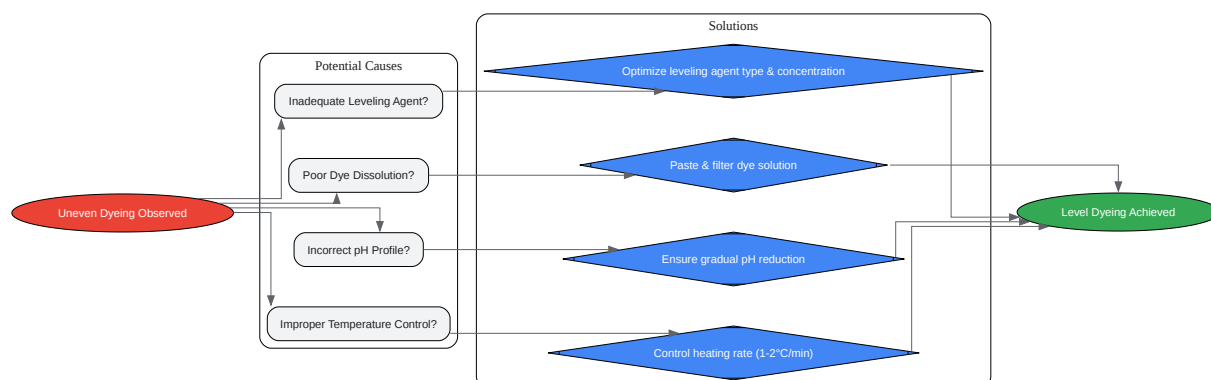 Solutions
Potential Causes
Optimize leveling agent type & concentration
Inadequate Leveling Agent?
Paste & filter dye solution
Poor Dye Dissolution?
Uneven Dyeing Observed
Level Dyeing Achieved
Incorrect pH Profile?
Ensure gradual pH reduction
Improper Temperature Control?
Control heating rate (1-2°C/min)